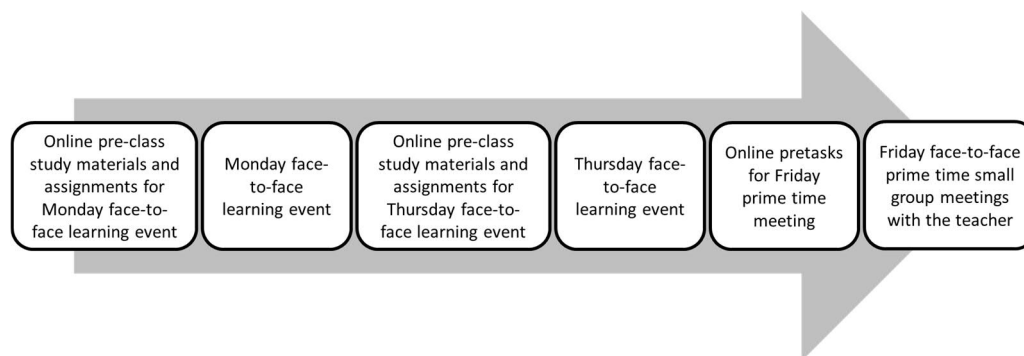 Online pre-class
study materials and
assignments for
Monday face-to-
face learning event
Monday face-
to-face
learning event
Online pre-class
study materials and
assignments for
Thursday face-to-
face learning event
Thursday face-
to-face
learning event
Online pretasks
for Friday
prime time
meeting
Friday face-to-face
prime time small
group meetings
with the teacher